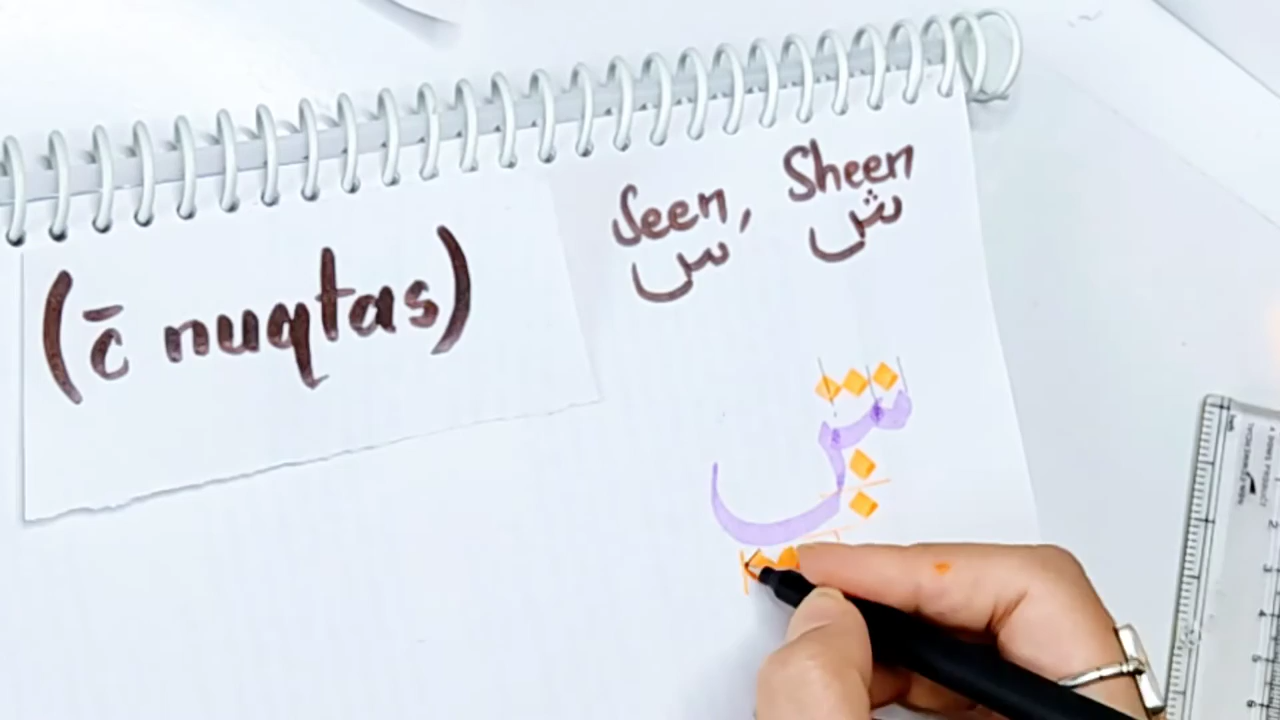 Seen, Sheen
س ش
(c̄ nuqtas)
س